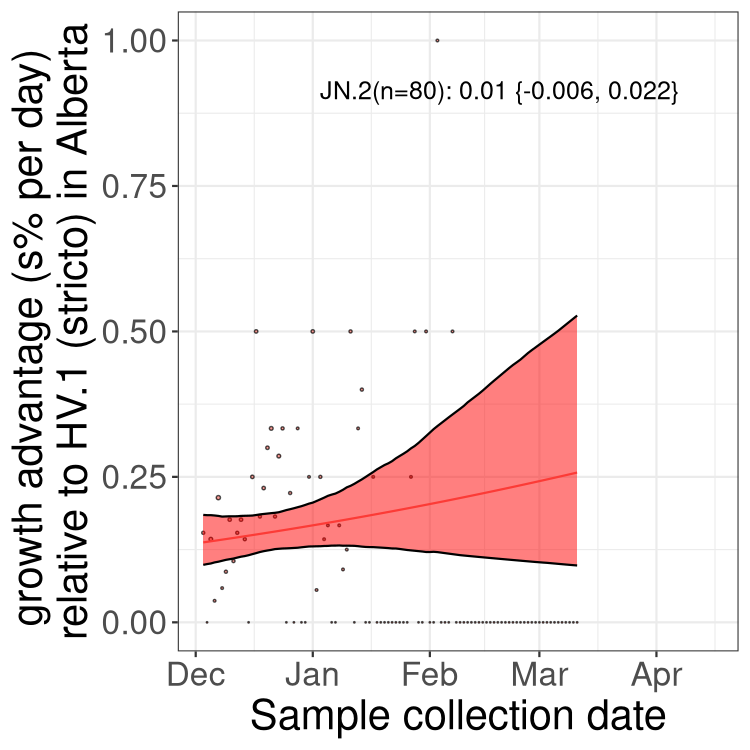 growth advantage (s% per day)
relative to HV.1 (stricto) in Alberta
1.00
0.75
0.50
0.25
0.00
JN.2(n=80): 0.01 {-0.006, 0.022}
Dec Jan Feb Mar Apr
Sample collection date